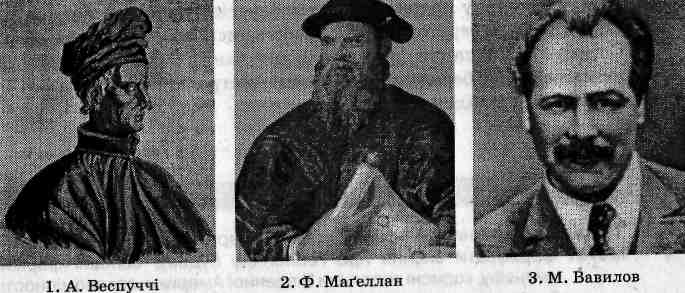 1. А. Веспуччі
2. Ф. Маґеллан
3. М. Вавилов